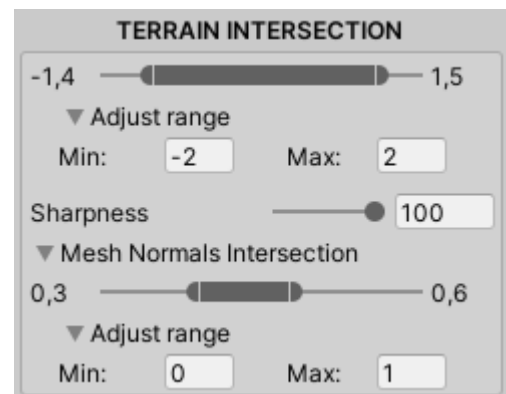 TERRAIN INTERSECTION
-1,4 1,5
▼ Adjust range
Min: -2 Max: 2
Sharpness 100
▼ Mesh Normals Intersection
0,3 0,6
▼ Adjust range
Min: 0 Max: 1